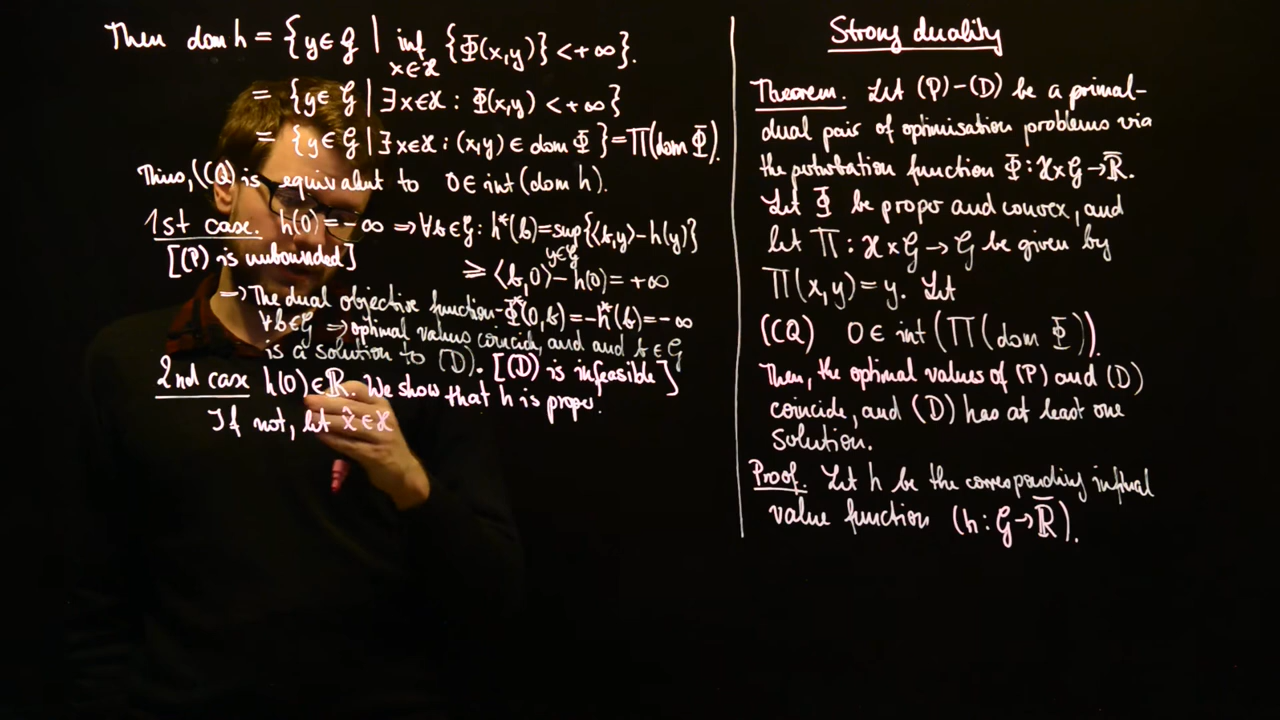 Then dom h = {y ∈ G | inf_{x∈X} {Φ(x,y)} < +∞}.
= {y ∈ G | ∃x∈X : Φ(x,y) < +∞}
= {y ∈ G | ∃x∈X : (x,y) ∈ dom Φ} = Π(dom Φ).
Thus, (CQ) is equivalent to 0 ∈ int(dom h).
1st case. h(0) = -∞ ⇒ ∀b∈G : h*(b) = sup_{y∈G}{⟨b,y⟩ - h(y)}
[(P) is unbounded] ≥ ⟨b,0⟩ - h(0) = +∞
⇒ The dual objective function -Φ*(0,b) = -h*(b) = -∞
∀b∈G ⇒ optimal values coincide, and and b ∈ G
is a solution to (D). [(D) is infeasible]
2nd case h(0) ∈ ℝ. We show that h is proper.
If not, let x̂ ∈ X
Strong duality
Theorem. Let (P)-(D) be a primal-
dual pair of optimisation problems via
the perturbation function Φ : X×G → ℝ̄.
Let Φ be proper and convex, and
let Π : X×G → G be given by
Π(x,y) = y. Let
(CQ) 0 ∈ int(Π(dom Φ)).
Then, the optimal values of (P) and (D)
coincide, and (D) has at least one
solution.
Proof. Let h be the corresponding infimal
value function (h : G → ℝ̄).